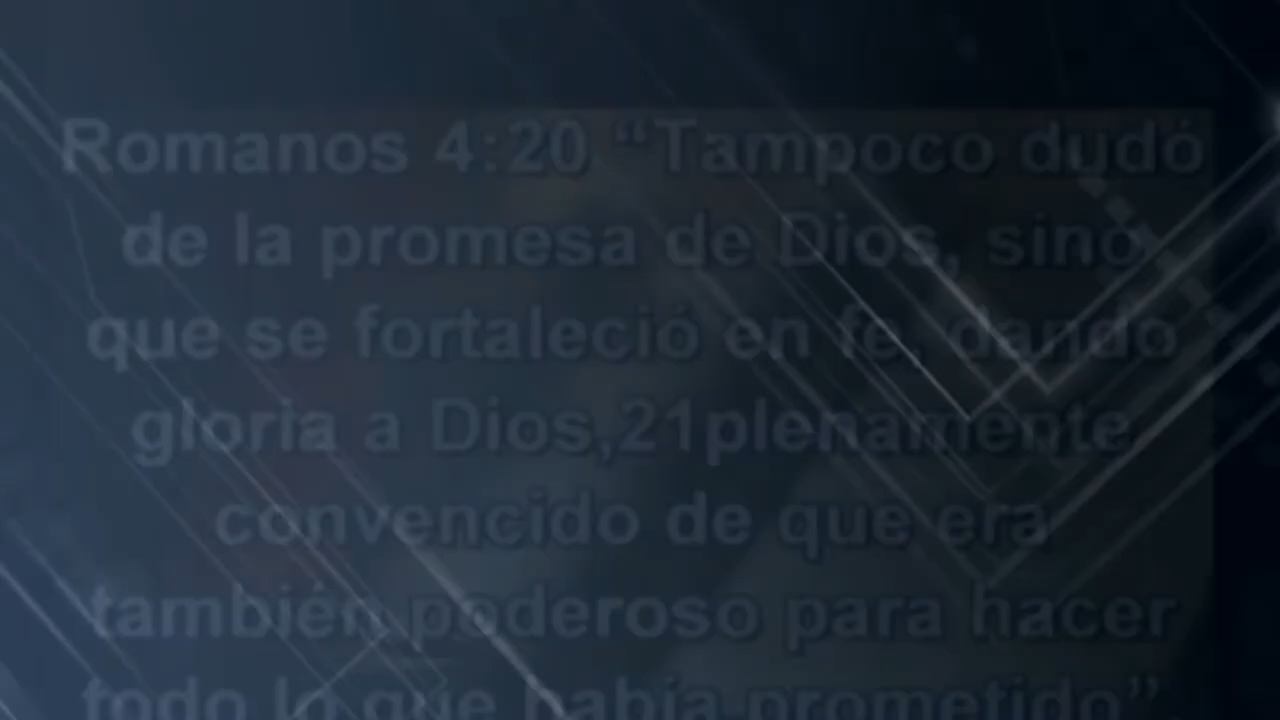 Romanos 4:20 “Tampoco dudó
de la promesa de Dios, sino
que se fortaleció en fe, dando
gloria a Dios,21plenamente
convencido de que era
también poderoso para hacer
todo lo que había prometido”